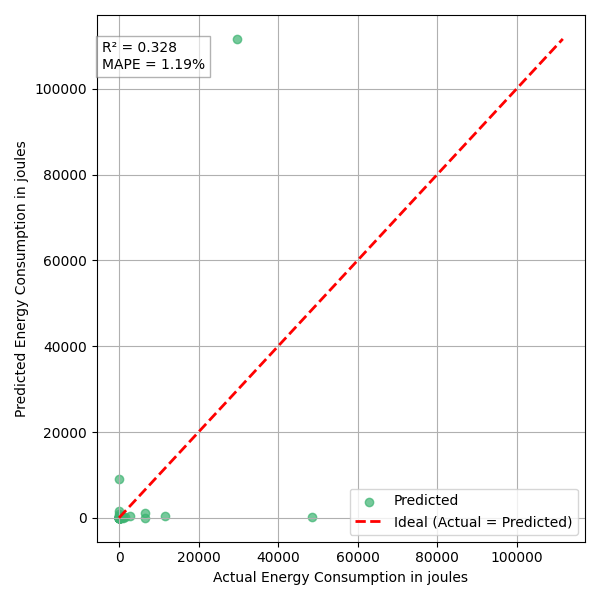 R² = 0.328
MAPE = 1.19%
100000
80000
60000
40000
20000
0
Predicted Energy Consumption in joules
Predicted
Ideal (Actual = Predicted)
0
20000
40000
60000
80000
100000
Actual Energy Consumption in joules